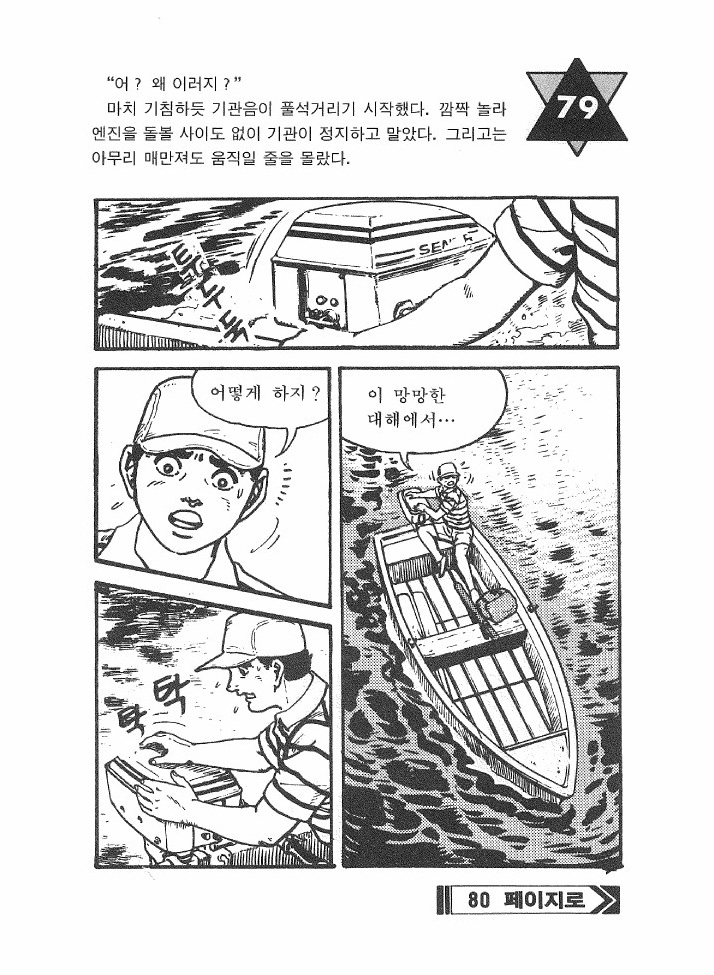 “어? 왜 이러지?”
79
마치 기침하듯 기관음이 풀석거리기 시작했다. 깜짝 놀라
엔진을 돌볼 사이도 없이 기관이 정지하고 말았다. 그리고는
아무리 매만져도 움직일 줄을 몰랐다.
어떻게 하지?
이 망망한
대해에서…
탁 탁
80 페이지로